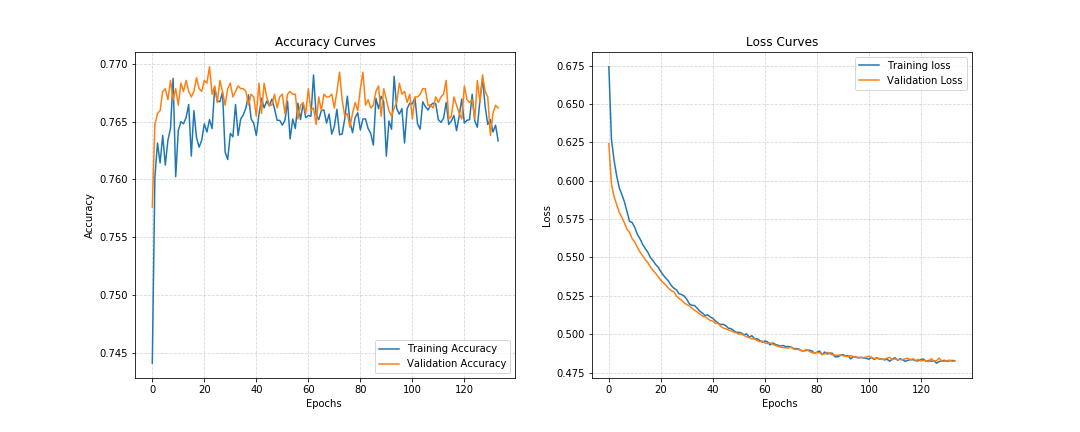 Accuracy Curves
0.770
0.765
0.760
0.755
0.750
0.745
Accuracy
0 20 40 60 80 100 120
Epochs
Training Accuracy
Validation Accuracy
Loss Curves
0.675
0.650
0.625
0.600
0.575
0.550
0.525
0.500
0.475
Loss
0 20 40 60 80 100 120
Epochs
Training loss
Validation Loss